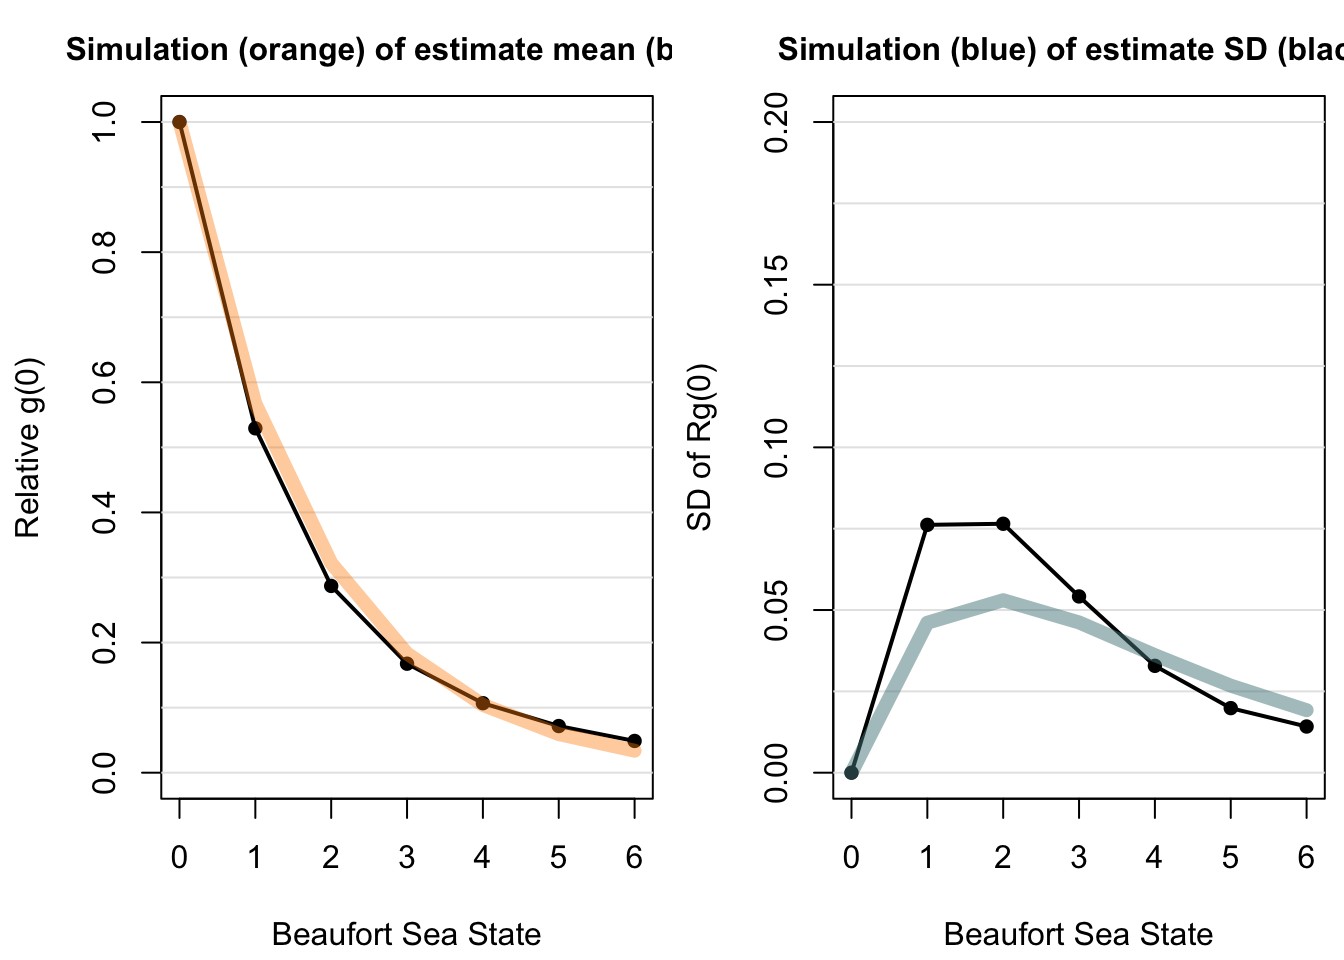 Simulation (orange) of estimate mean (b
1.0
0.8
0.6
0.4
0.2
0.0
Relative g(0)
0 1 2 3 4 5 6
Beaufort Sea State
Simulation (blue) of estimate SD (blac
0.20
0.15
0.10
0.05
0.00
SD of Rg(0)
0 1 2 3 4 5 6
Beaufort Sea State